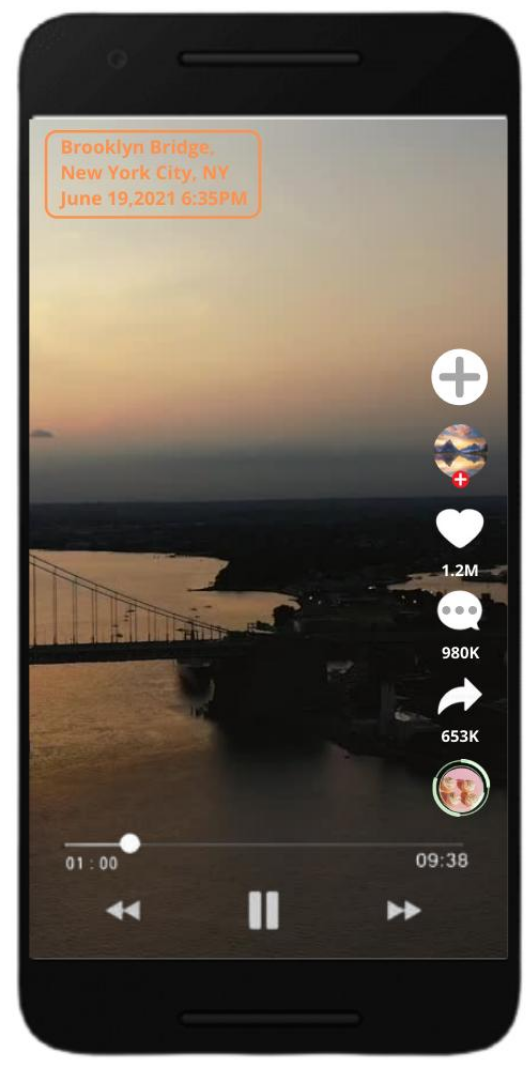 Brooklyn Bridge,
New York City, NY
June 19,2021 6:35PM
1.2M
980K
653K
01 : 00
09:38